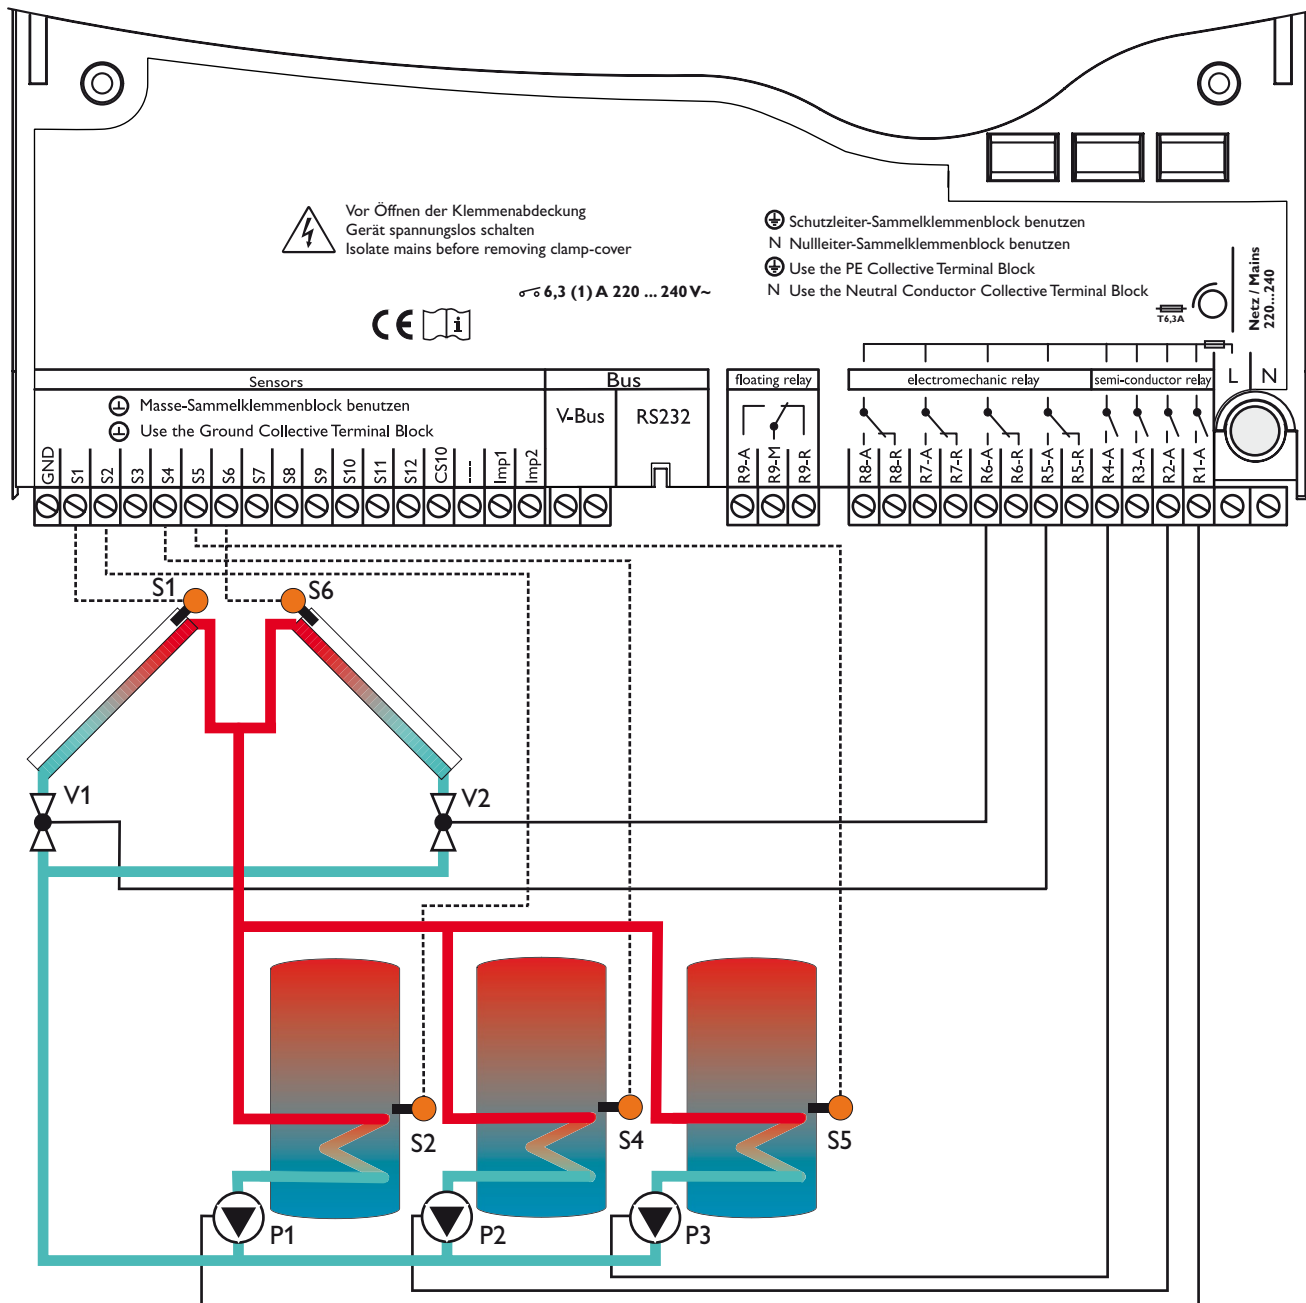 Vor Öffnen der Klemmenabdeckung
Gerät spannungslos schalten
Isolate mains before removing clamp-cover
6,3 (1) A 220 ... 240 V~
CE i
Schutzleiter-Sammelklemmenblock benutzen
N Nullleiter-Sammelklemmenblock benutzen
Use the PE Collective Terminal Block
N Use the Neutral Conductor Collective Terminal Block
T6,3A
Netz / Mains
220...240
Sensors
Masse-Sammelklemmenblock benutzen
Use the Ground Collective Terminal Block
Bus
V-Bus RS232
floating relay
electromechanic relay
semi-conductor relay
L N
GND S1 S2 S3 S4 S5 S6 S7 S8 S9 S10 S11 S12 CS10 --- Imp1 Imp2
R9-A R9-M R9-R
R8-A R8-R R7-A R7-R R6-A R6-R R5-A R5-R R4-A R3-A R2-A R1-A
S1 S6
V1 V2
S2 S4 S5
P1 P2 P3